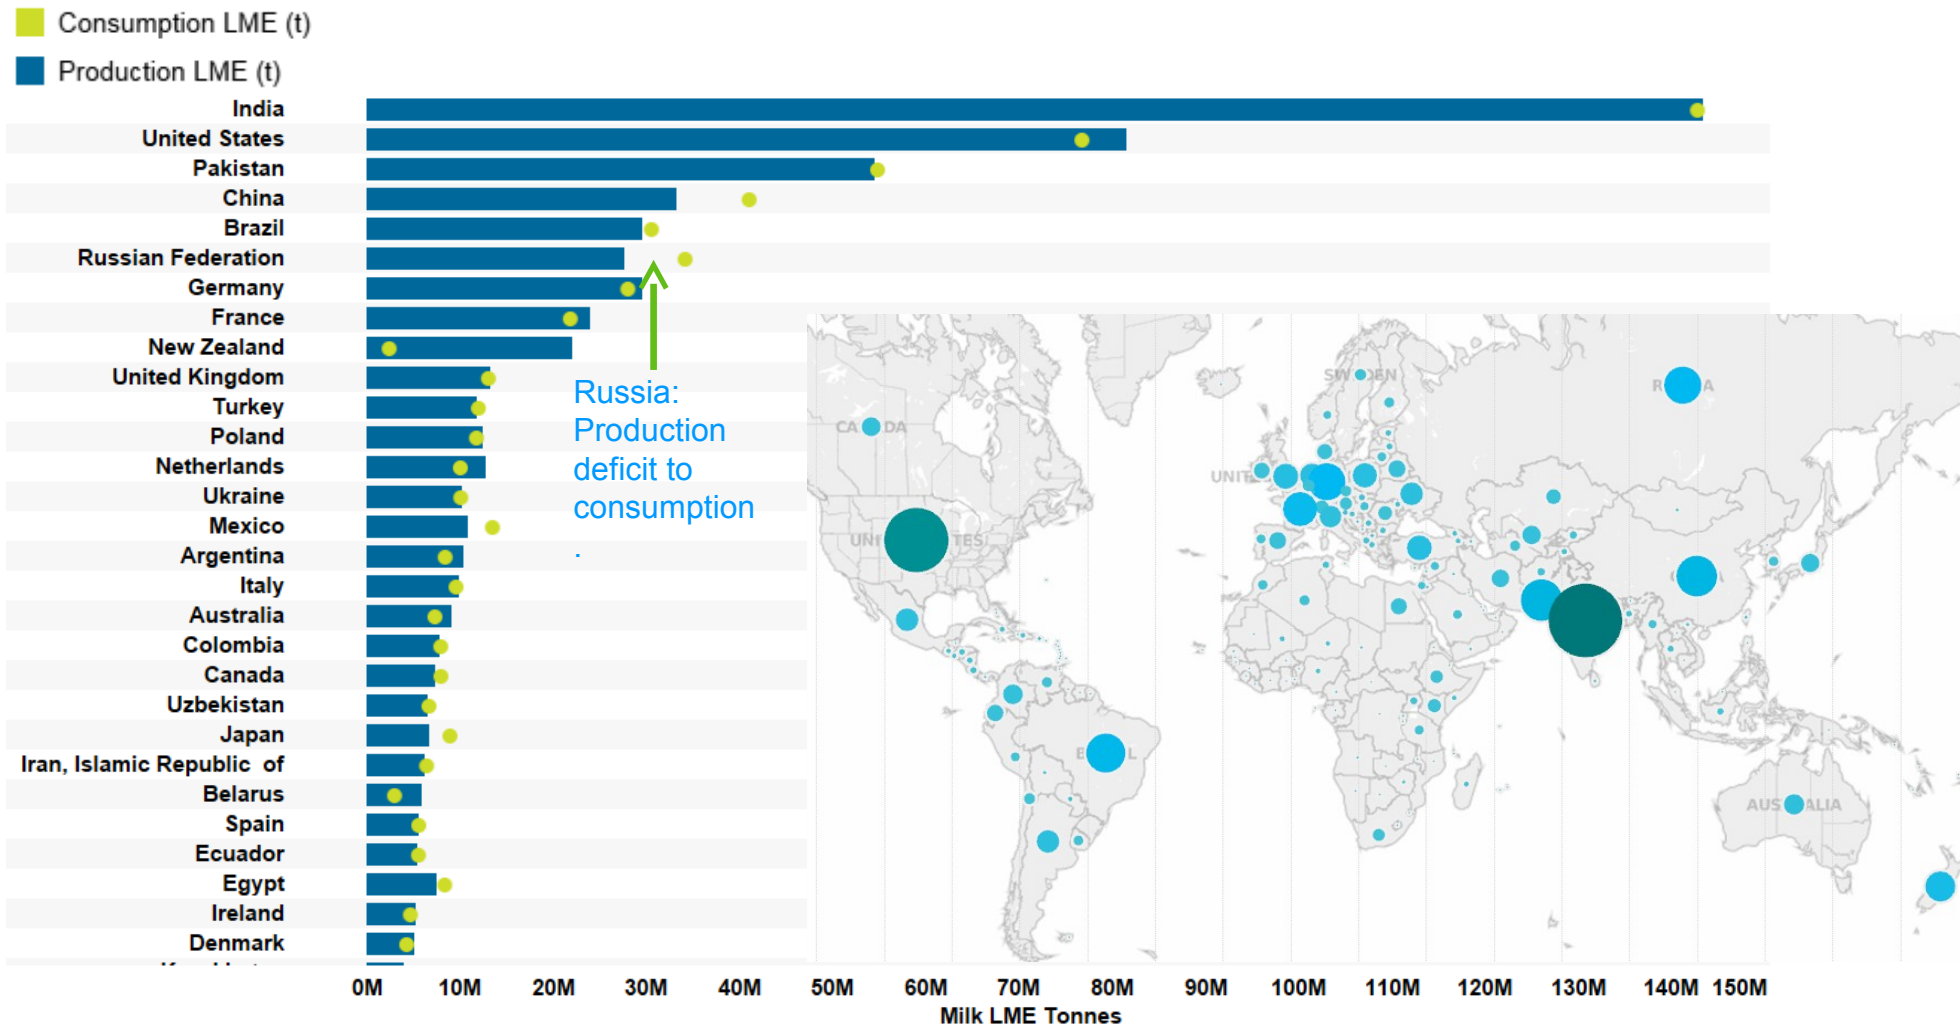 Consumption LME (t)
Production LME (t)
India
United States
Pakistan
China
Brazil
Russian Federation
Germany
France
New Zealand
United Kingdom
Turkey
Poland
Netherlands
Ukraine
Mexico
Argentina
Italy
Australia
Colombia
Canada
Uzbekistan
Japan
Iran, Islamic Republic of
Belarus
Spain
Ecuador
Egypt
Ireland
Denmark
Russia:
Production
deficit to
consumption
.
0M 10M 20M 30M 40M 50M 60M 70M 80M 90M 100M 110M 120M 130M 140M 150M
Milk LME Tonnes